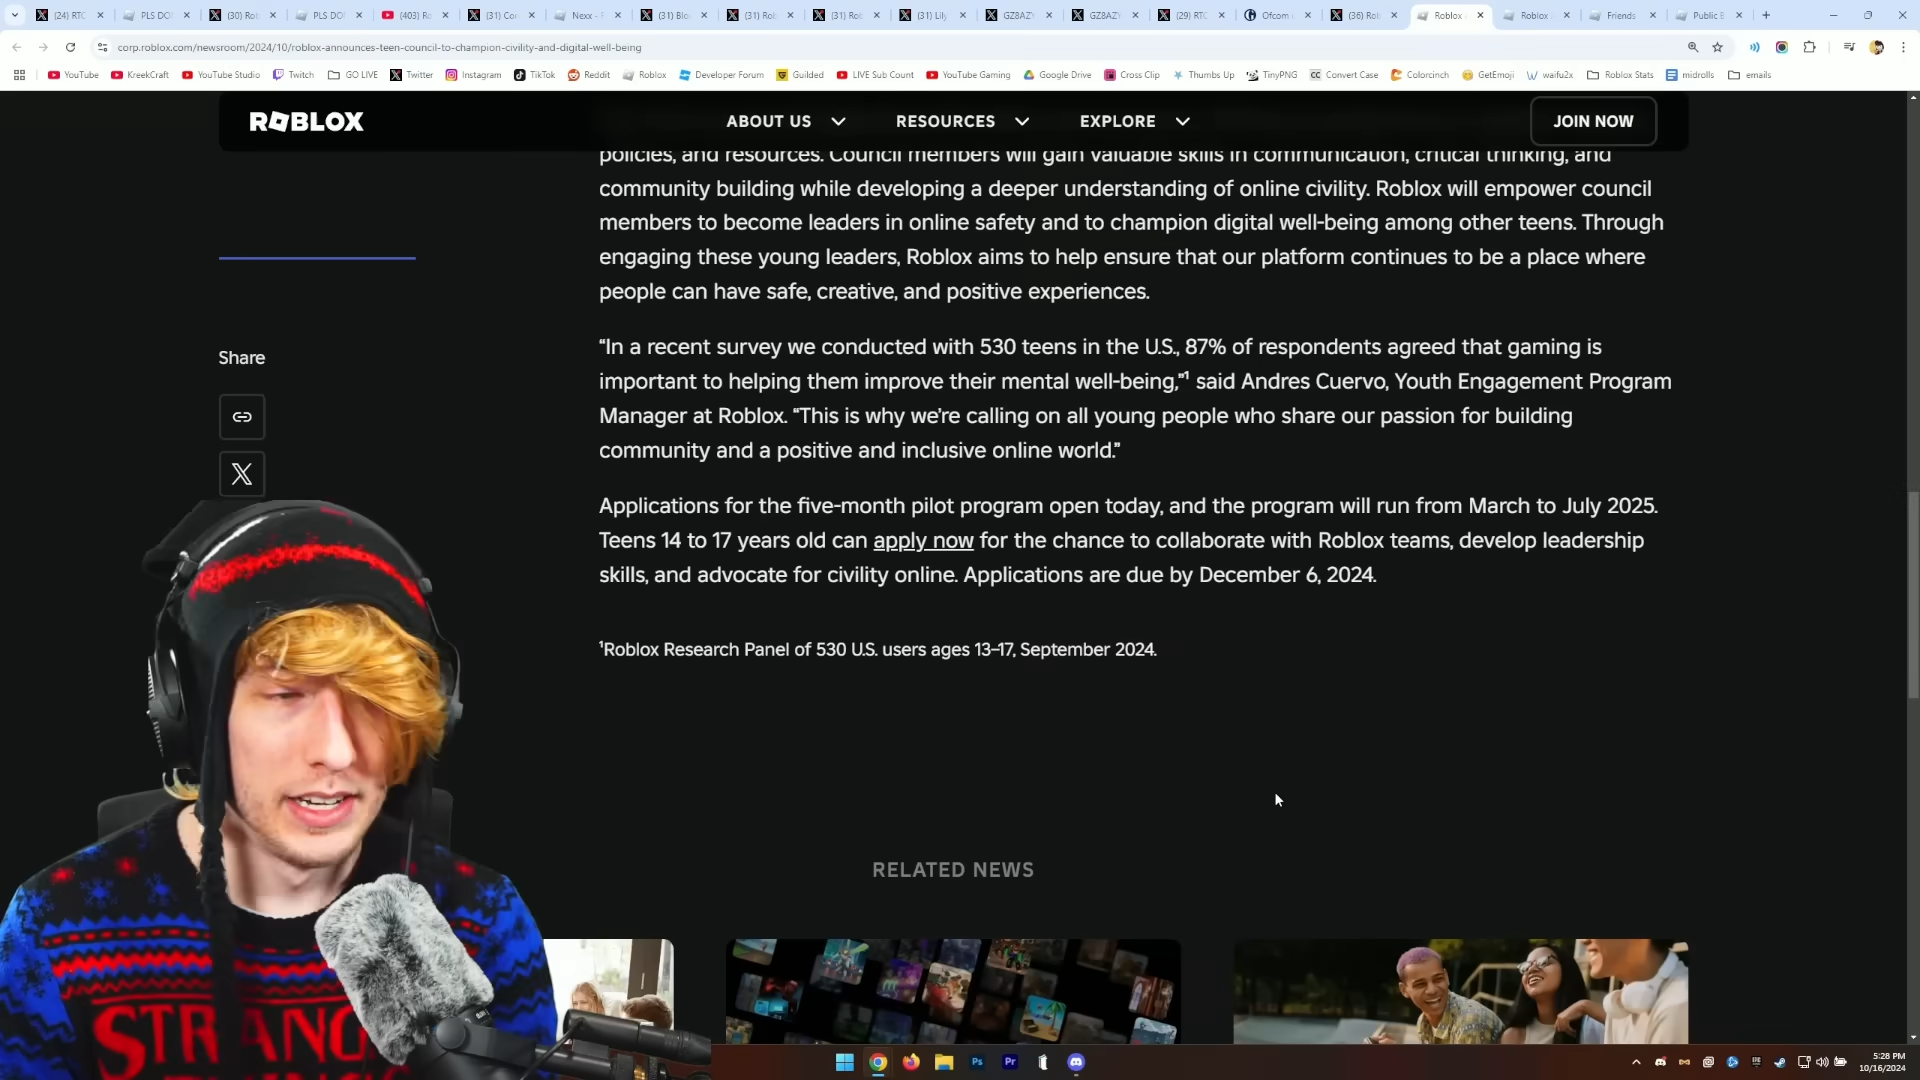 (24) RTC
PLS DO
(30) Rob
PLS DO
(403) Ro
(31) Cor
Nexx - F
(31) Blo
(31) Rob
(31) Rob
(31) Lily
GZ8AZY
GZ8AZY
(29) RTC
Ofcom
(36) Rob
Roblox
Roblox
Friends
Public B
corp.roblox.com/newsroom/2024/10/roblox-announces-teen-council-to-champion-civility-and-digital-well-being
YouTube
KreekCraft
YouTube Studio
Twitch
GO LIVE
Twitter
Instagram
TikTok
Reddit
Roblox
Developer Forum
Guilded
LIVE Sub Count
YouTube Gaming
Google Drive
Cross Clip
Thumbs Up
TinyPNG
CC Convert Case
Colorcinch
GetEmoji
waifu2x
Roblox Stats
midrolls
emails
ROBLOX
ABOUT US
RESOURCES
EXPLORE
JOIN NOW
policies, and resources. Council members will gain valuable skills in communication, critical thinking, and
community building while developing a deeper understanding of online civility. Roblox will empower council
members to become leaders in online safety and to champion digital well-being among other teens. Through
engaging these young leaders, Roblox aims to help ensure that our platform continues to be a place where
people can have safe, creative, and positive experiences.
Share
“In a recent survey we conducted with 530 teens in the U.S., 87% of respondents agreed that gaming is
important to helping them improve their mental well-being,”¹ said Andres Cuervo, Youth Engagement Program
Manager at Roblox. “This is why we’re calling on all young people who share our passion for building
community and a positive and inclusive online world.”
Applications for the five-month pilot program open today, and the program will run from March to July 2025.
Teens 14 to 17 years old can apply now for the chance to collaborate with Roblox teams, develop leadership
skills, and advocate for civility online. Applications are due by December 6, 2024.
¹Roblox Research Panel of 530 U.S. users ages 13–17, September 2024.
RELATED NEWS
STRANG
Ps
Pr
5:28 PM
10/16/2024